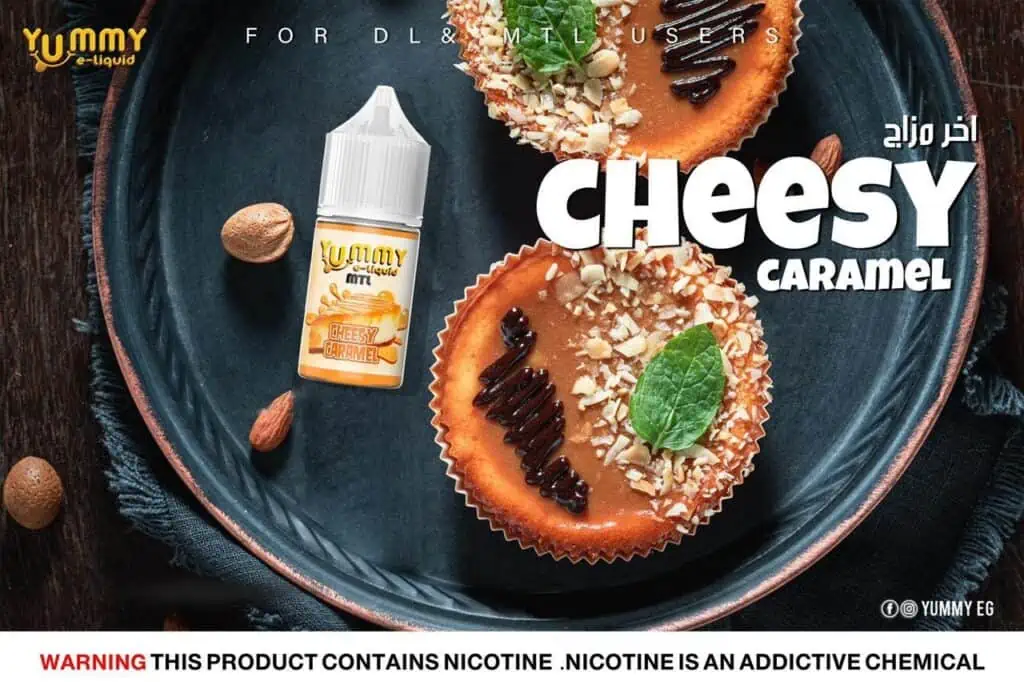 YUMMY
e-liquid
FOR DL & MTL USERS
اخر مزاج
CHEESY
CARAMEL
YUMMY
e-liquid
MTL
CHEESY
CARAMEL
YUMMY EG
WARNING THIS PRODUCT CONTAINS NICOTINE .NICOTINE IS AN ADDICTIVE CHEMICAL